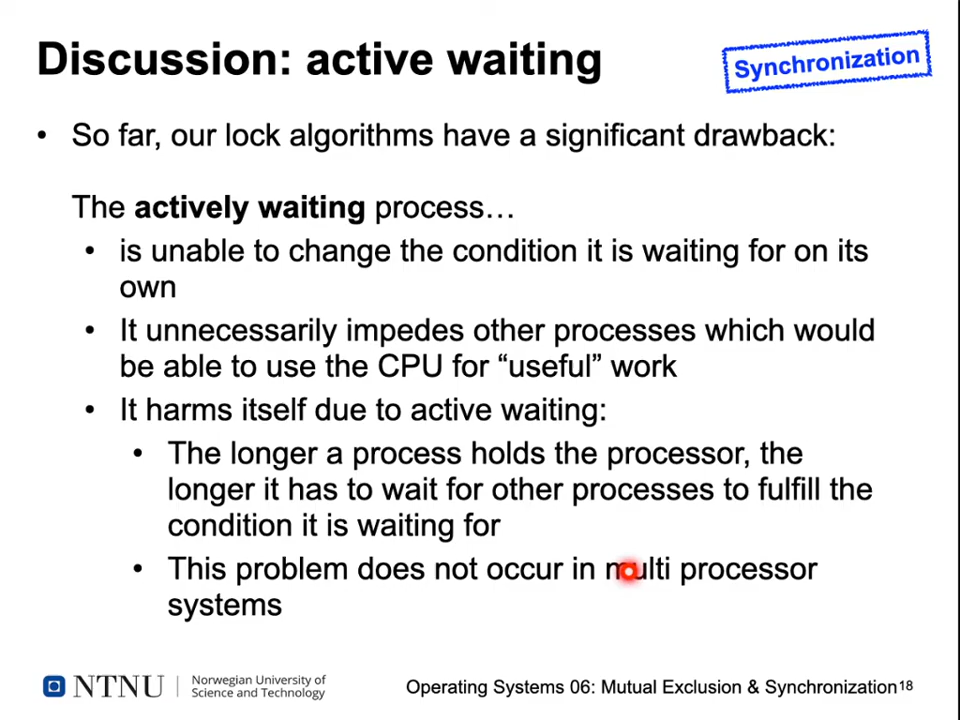 Discussion: active waiting
Synchronization
• So far, our lock algorithms have a significant drawback:
The actively waiting process…
• is unable to change the condition it is waiting for on its
own
• It unnecessarily impedes other processes which would
be able to use the CPU for “useful” work
• It harms itself due to active waiting:
• The longer a process holds the processor, the
longer it has to wait for other processes to fulfill the
condition it is waiting for
• This problem does not occur in multi processor
systems
NTNU
Norwegian University of
Science and Technology
Operating Systems 06: Mutual Exclusion & Synchronization 18